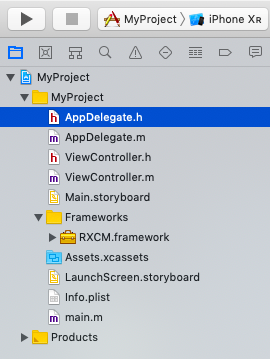 MyProject iPhone XR
MyProject
MyProject
h AppDelegate.h
m AppDelegate.m
h ViewController.h
m ViewController.m
Main.storyboard
Frameworks
RXCM.framework
Assets.xcassets
LaunchScreen.storyboard
Info.plist
m main.m
Products